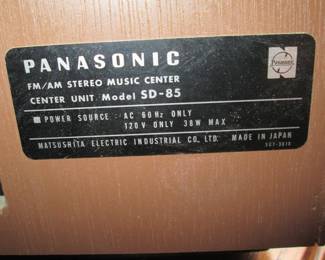 PANASONIC
Panasonic
FM/AM STEREO MUSIC CENTER
CENTER UNIT Model SD-85
POWER SOURCE : AC 60Hz ONLY
120V ONLY 38W MAX
MATSUSHITA ELECTRIC INDUSTRIAL CO., LTD. MADE IN JAPAN